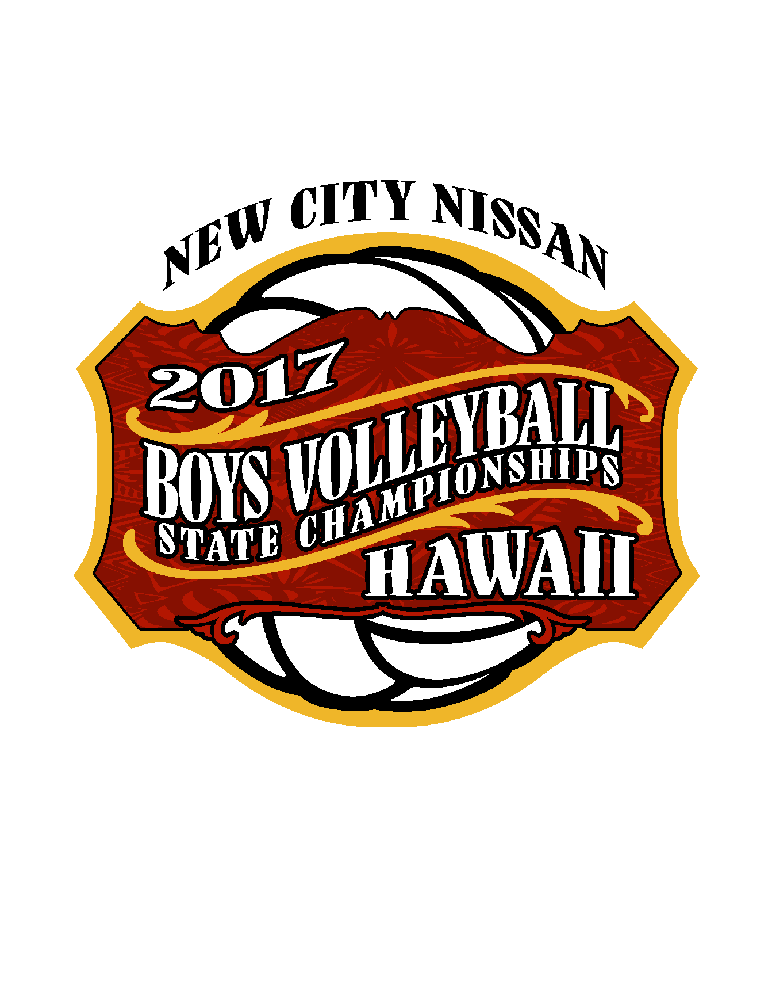 NEW CITY NISSAN
2017
BOYS VOLLEYBALL
STATE CHAMPIONSHIPS
HAWAII